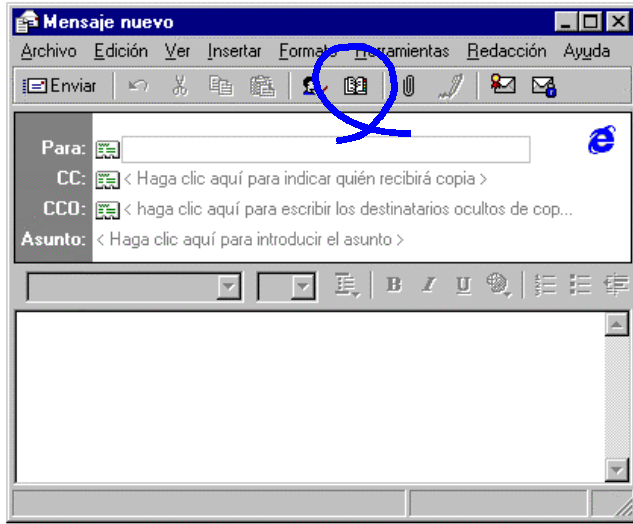 Mensaje nuevo
Archivo Edición Ver Insertar Formato Herramientas Redacción Ayuda
Enviar
Para:
CC: < Haga clic aquí para indicar quién recibirá copia >
CCO: < haga clic aquí para escribir los destinatarios ocultos de cop...
Asunto: < Haga clic aquí para introducir el asunto >
B I U